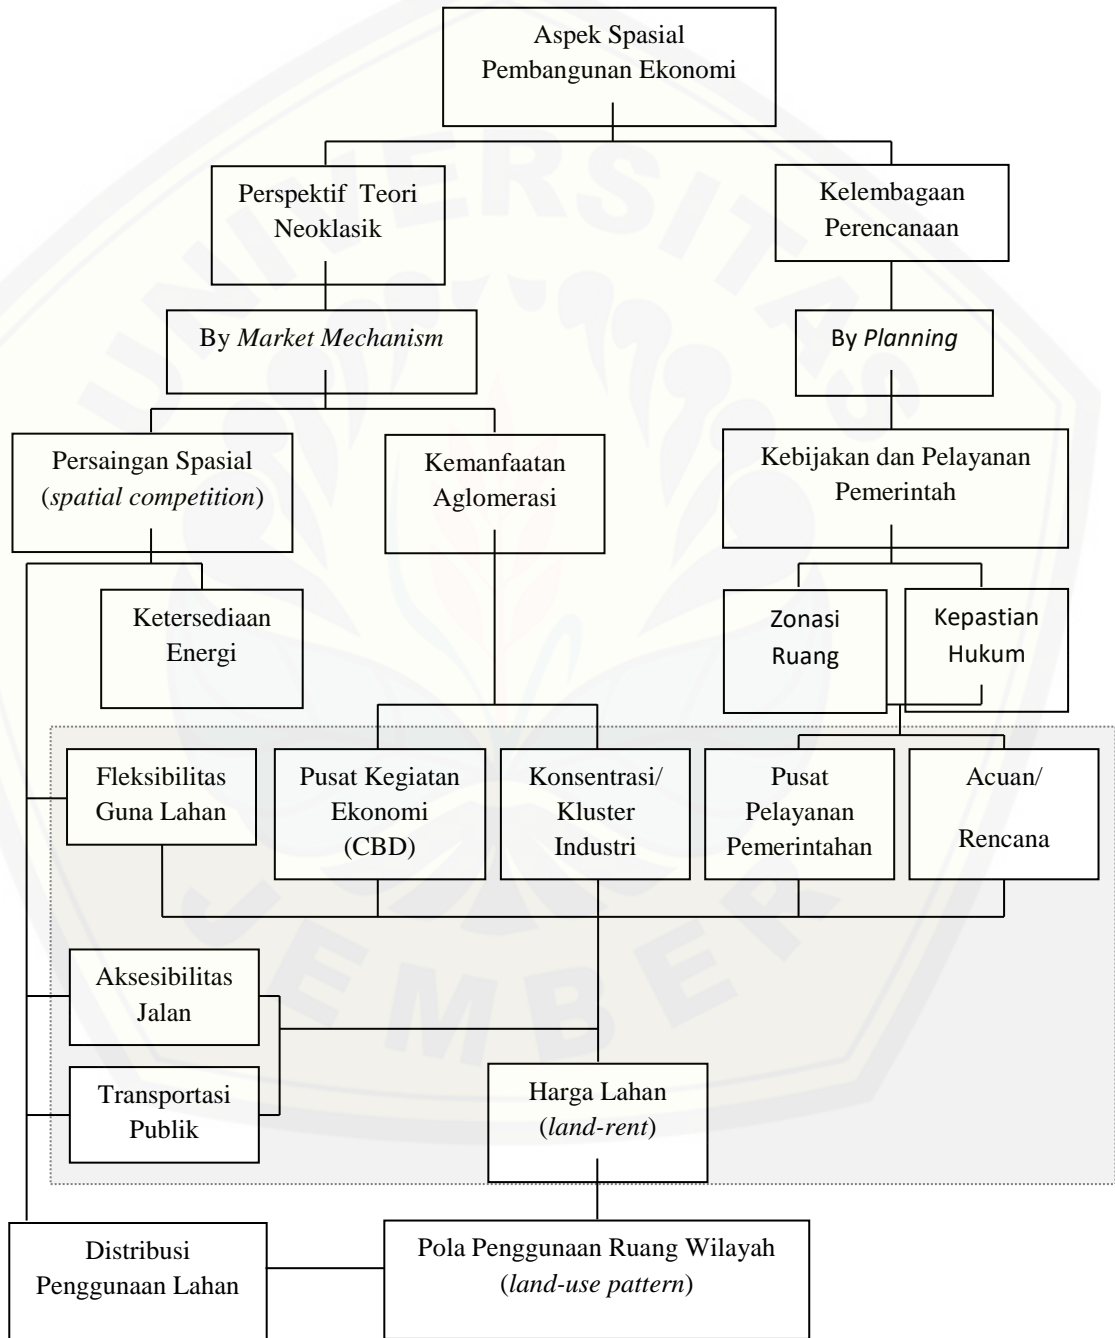 Aspek Spasial
Pembangunan Ekonomi
Perspektif Teori
Neoklasik
Kelembagaan
Perencanaan
By Market Mechanism
By Planning
Persaingan Spasial
(spatial competition)
Kemanfaatan
Aglomerasi
Kebijakan dan Pelayanan
Pemerintah
Ketersediaan
Energi
Zonasi
Ruang
Kepastian
Hukum
Fleksibilitas
Guna Lahan
Pusat Kegiatan
Ekonomi
(CBD)
Konsentrasi/
Kluster
Industri
Pusat
Pelayanan
Pemerintahan
Acuan/
Rencana
Aksesibilitas
Jalan
Transportasi
Publik
Harga Lahan
(land-rent)
Distribusi
Penggunaan Lahan
Pola Penggunaan Ruang Wilayah
(land-use pattern)
UNIVERSITAS
JEMBER